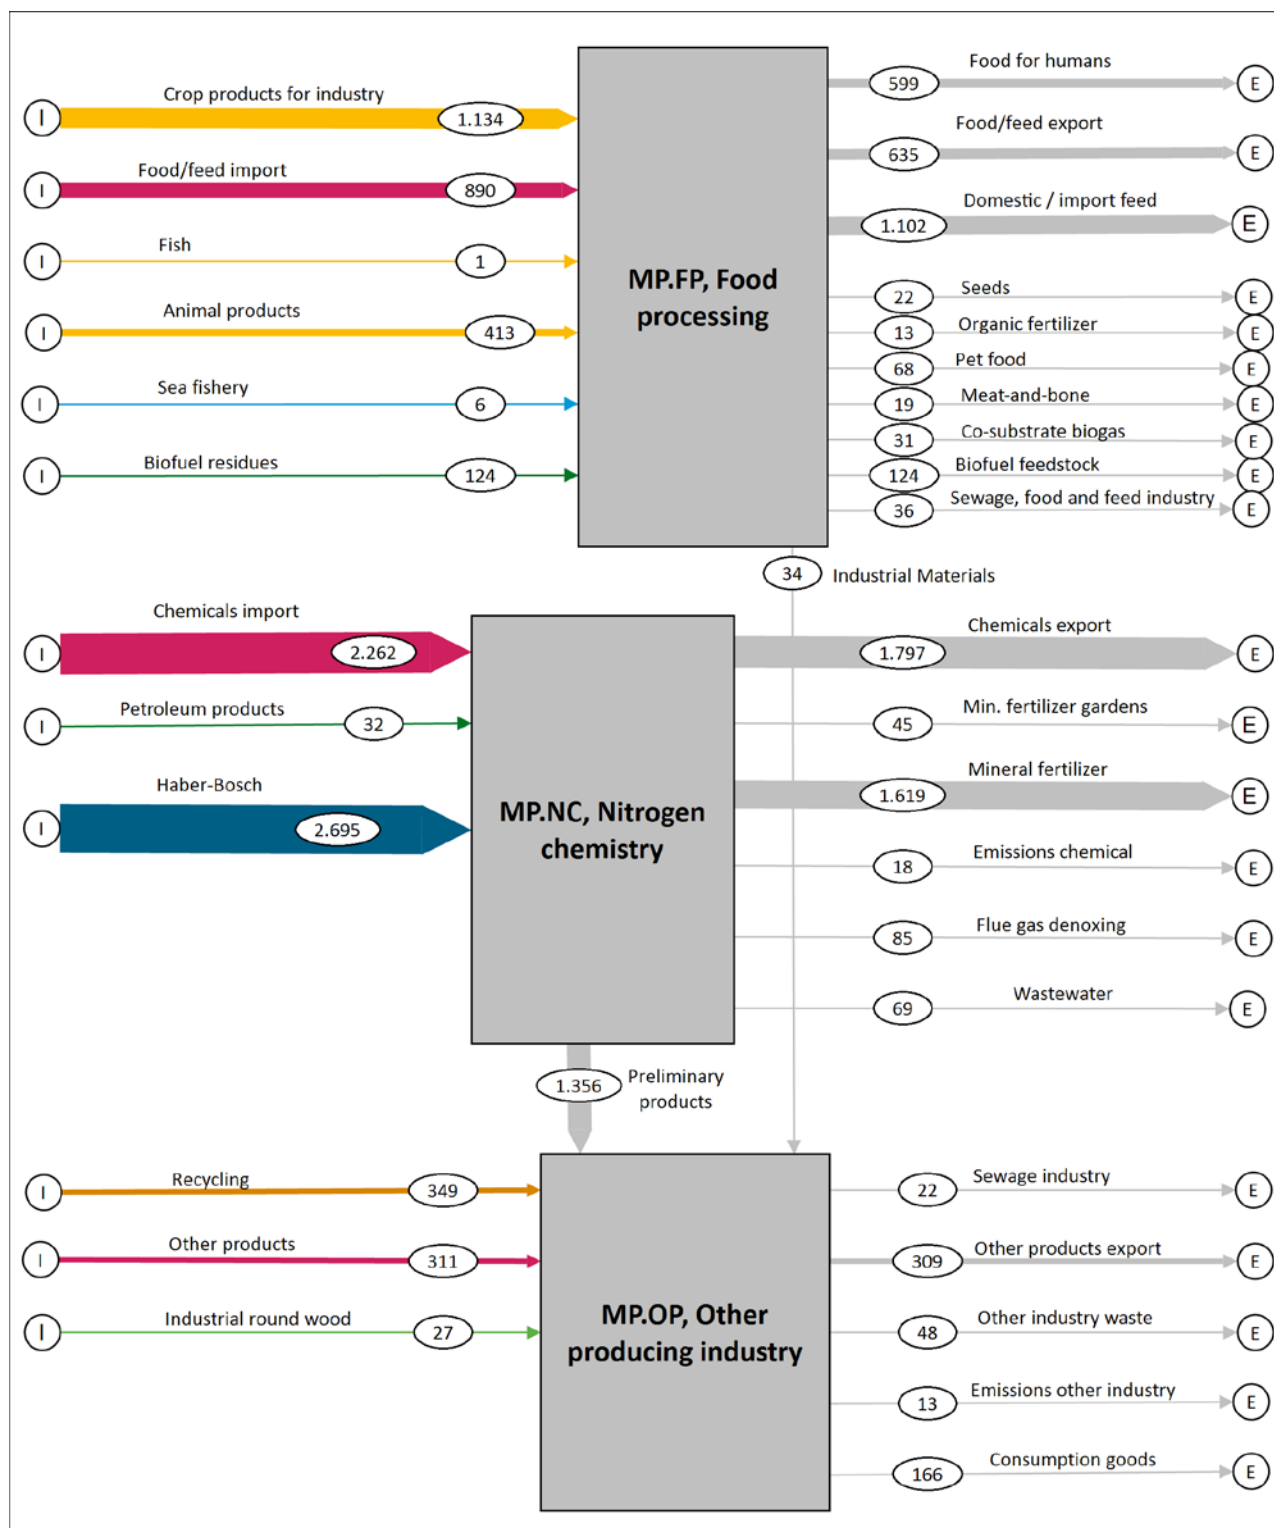 I
Crop products for industry
1.134
I
Food/feed import
890
I
Fish
1
I
Animal products
413
I
Sea fishery
6
I
Biofuel residues
124
MP.FP, Food
processing
Food for humans
599
E
Food/feed export
635
E
Domestic / import feed
1.102
E
Seeds
22
E
Organic fertilizer
13
E
Pet food
68
E
Meat-and-bone
19
E
Co-substrate biogas
31
E
Biofuel feedstock
124
E
Sewage, food and feed industry
36
E
34
Industrial Materials
I
Chemicals import
2.262
I
Petroleum products
32
I
Haber-Bosch
2.695
MP.NC, Nitrogen
chemistry
Chemicals export
1.797
E
Min. fertilizer gardens
45
E
Mineral fertilizer
1.619
E
Emissions chemical
18
E
Flue gas denoxing
85
E
Wastewater
69
E
1.356
Preliminary
products
I
Recycling
349
I
Other products
311
I
Industrial round wood
27
MP.OP, Other
producing industry
Sewage industry
22
E
Other products export
309
E
Other industry waste
48
E
Emissions other industry
13
E
Consumption goods
166
E